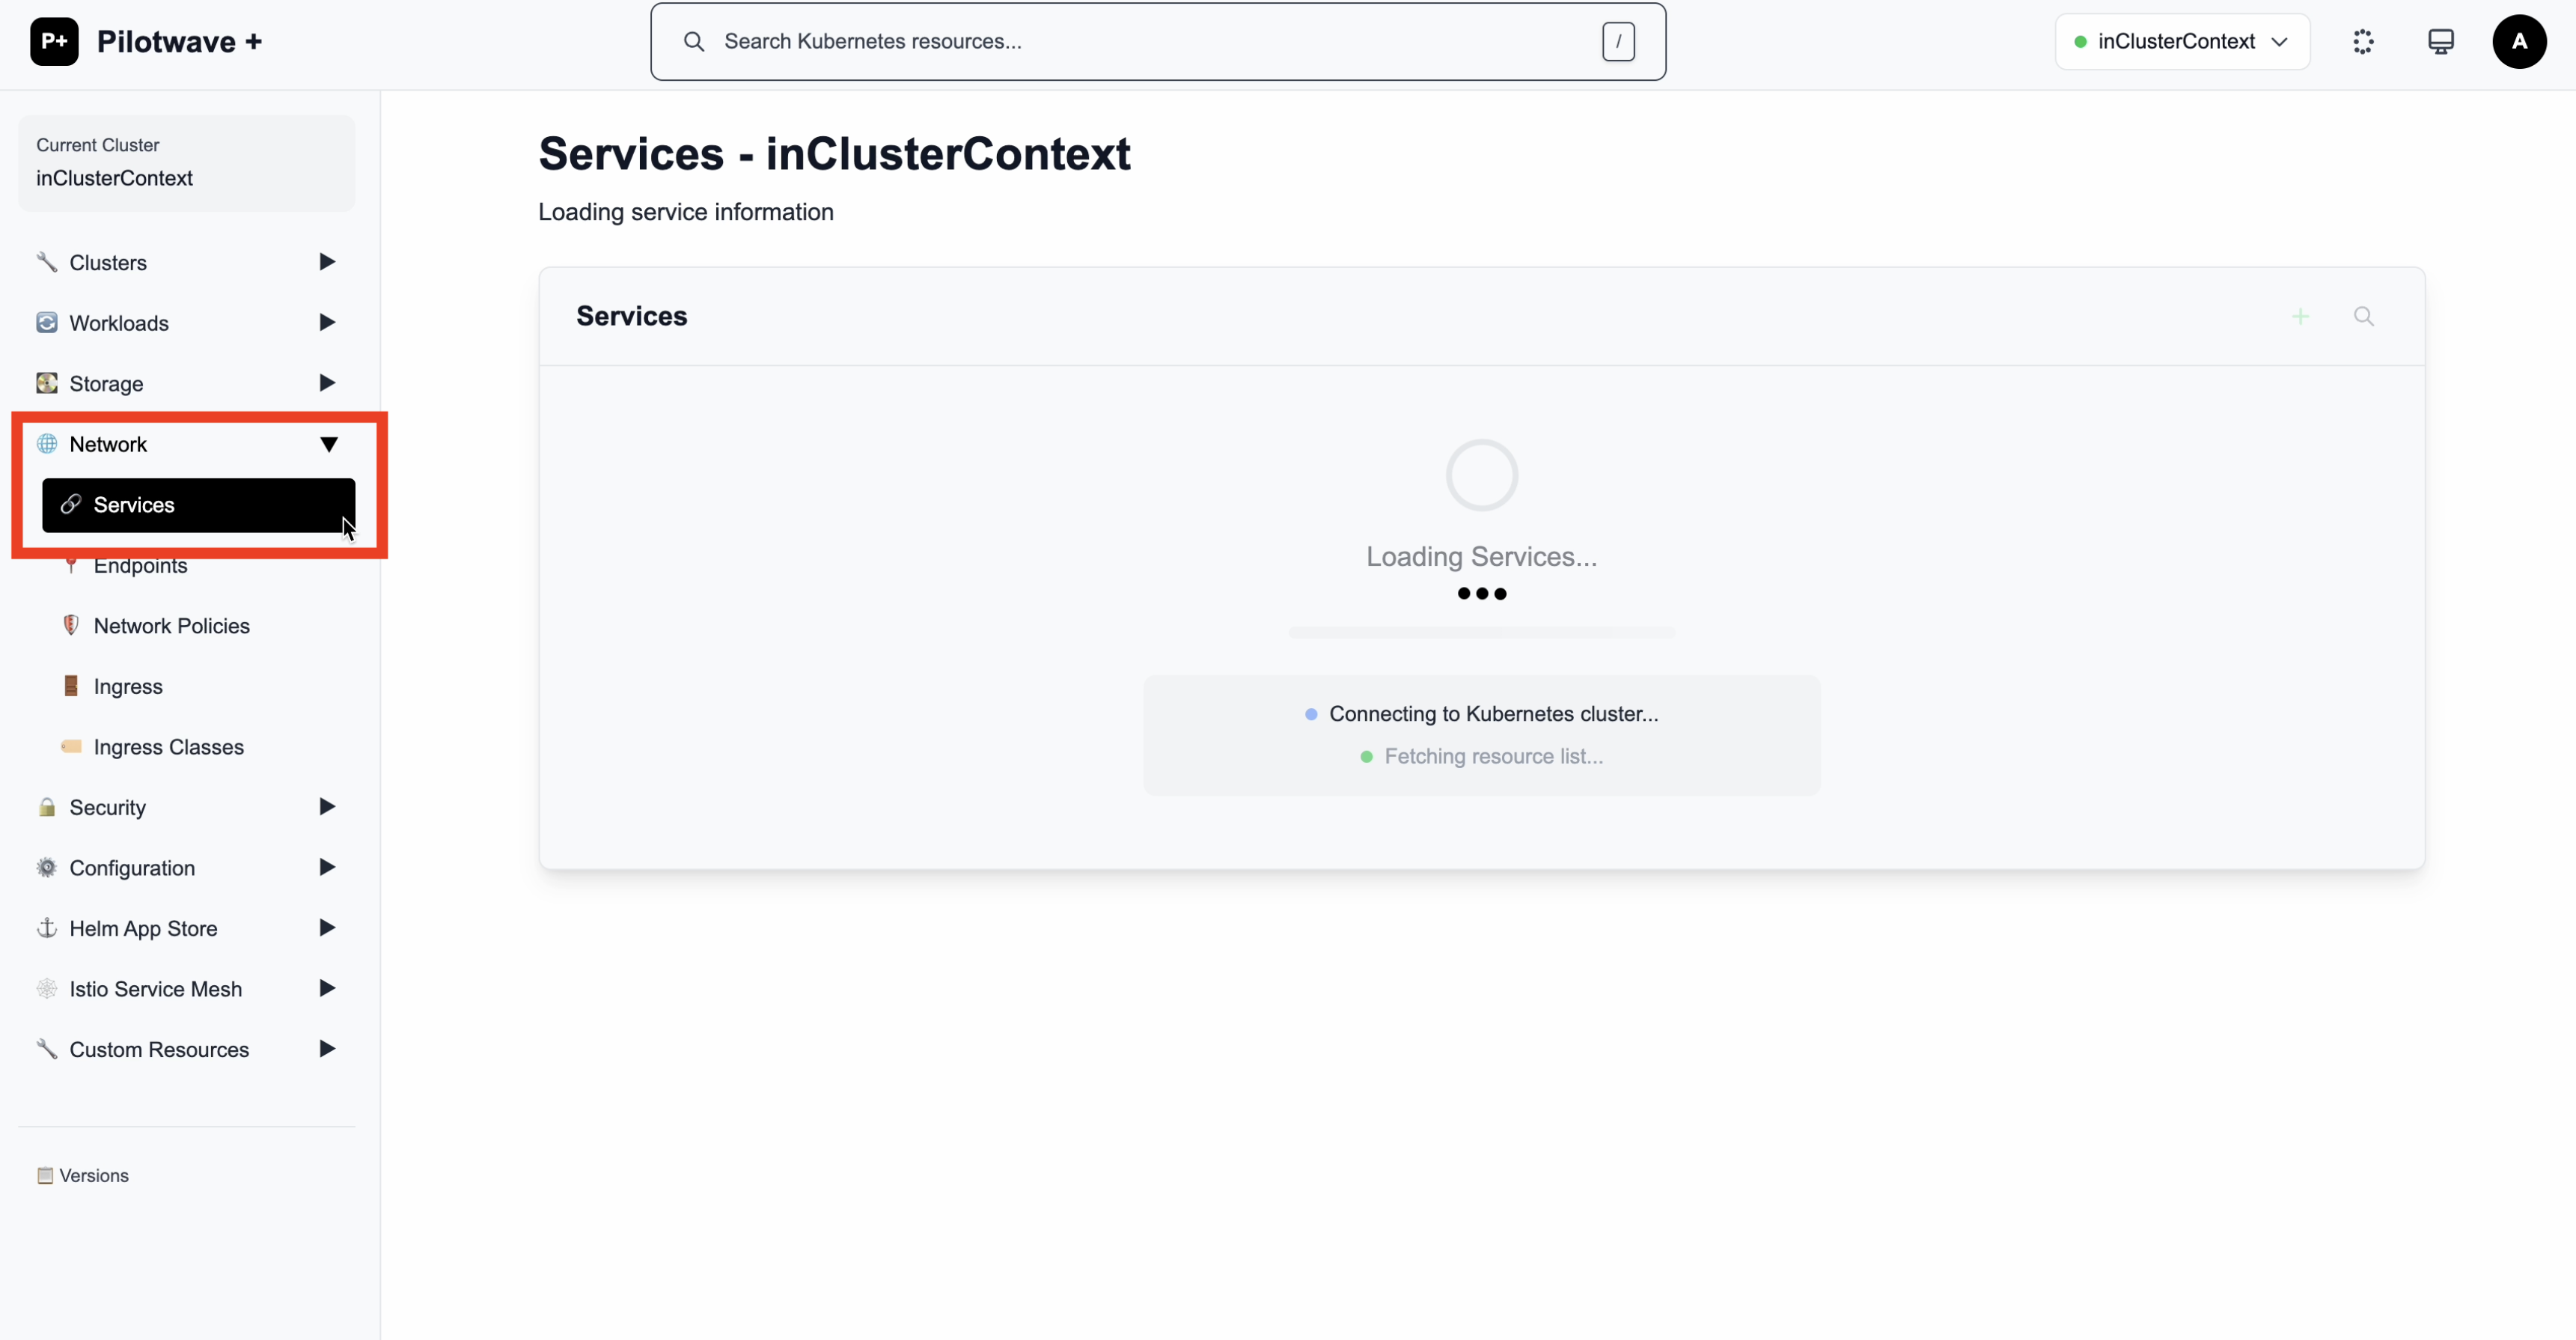 P+ Pilotwave +
Search Kubernetes resources... /
inClusterContext
A
Current Cluster
inClusterContext
Clusters
Workloads
Storage
Network
Services
Endpoints
Network Policies
Ingress
Ingress Classes
Security
Configuration
Helm App Store
Istio Service Mesh
Custom Resources
Versions
Services - inClusterContext
Loading service information
Services
Loading Services...
Connecting to Kubernetes cluster...
Fetching resource list...